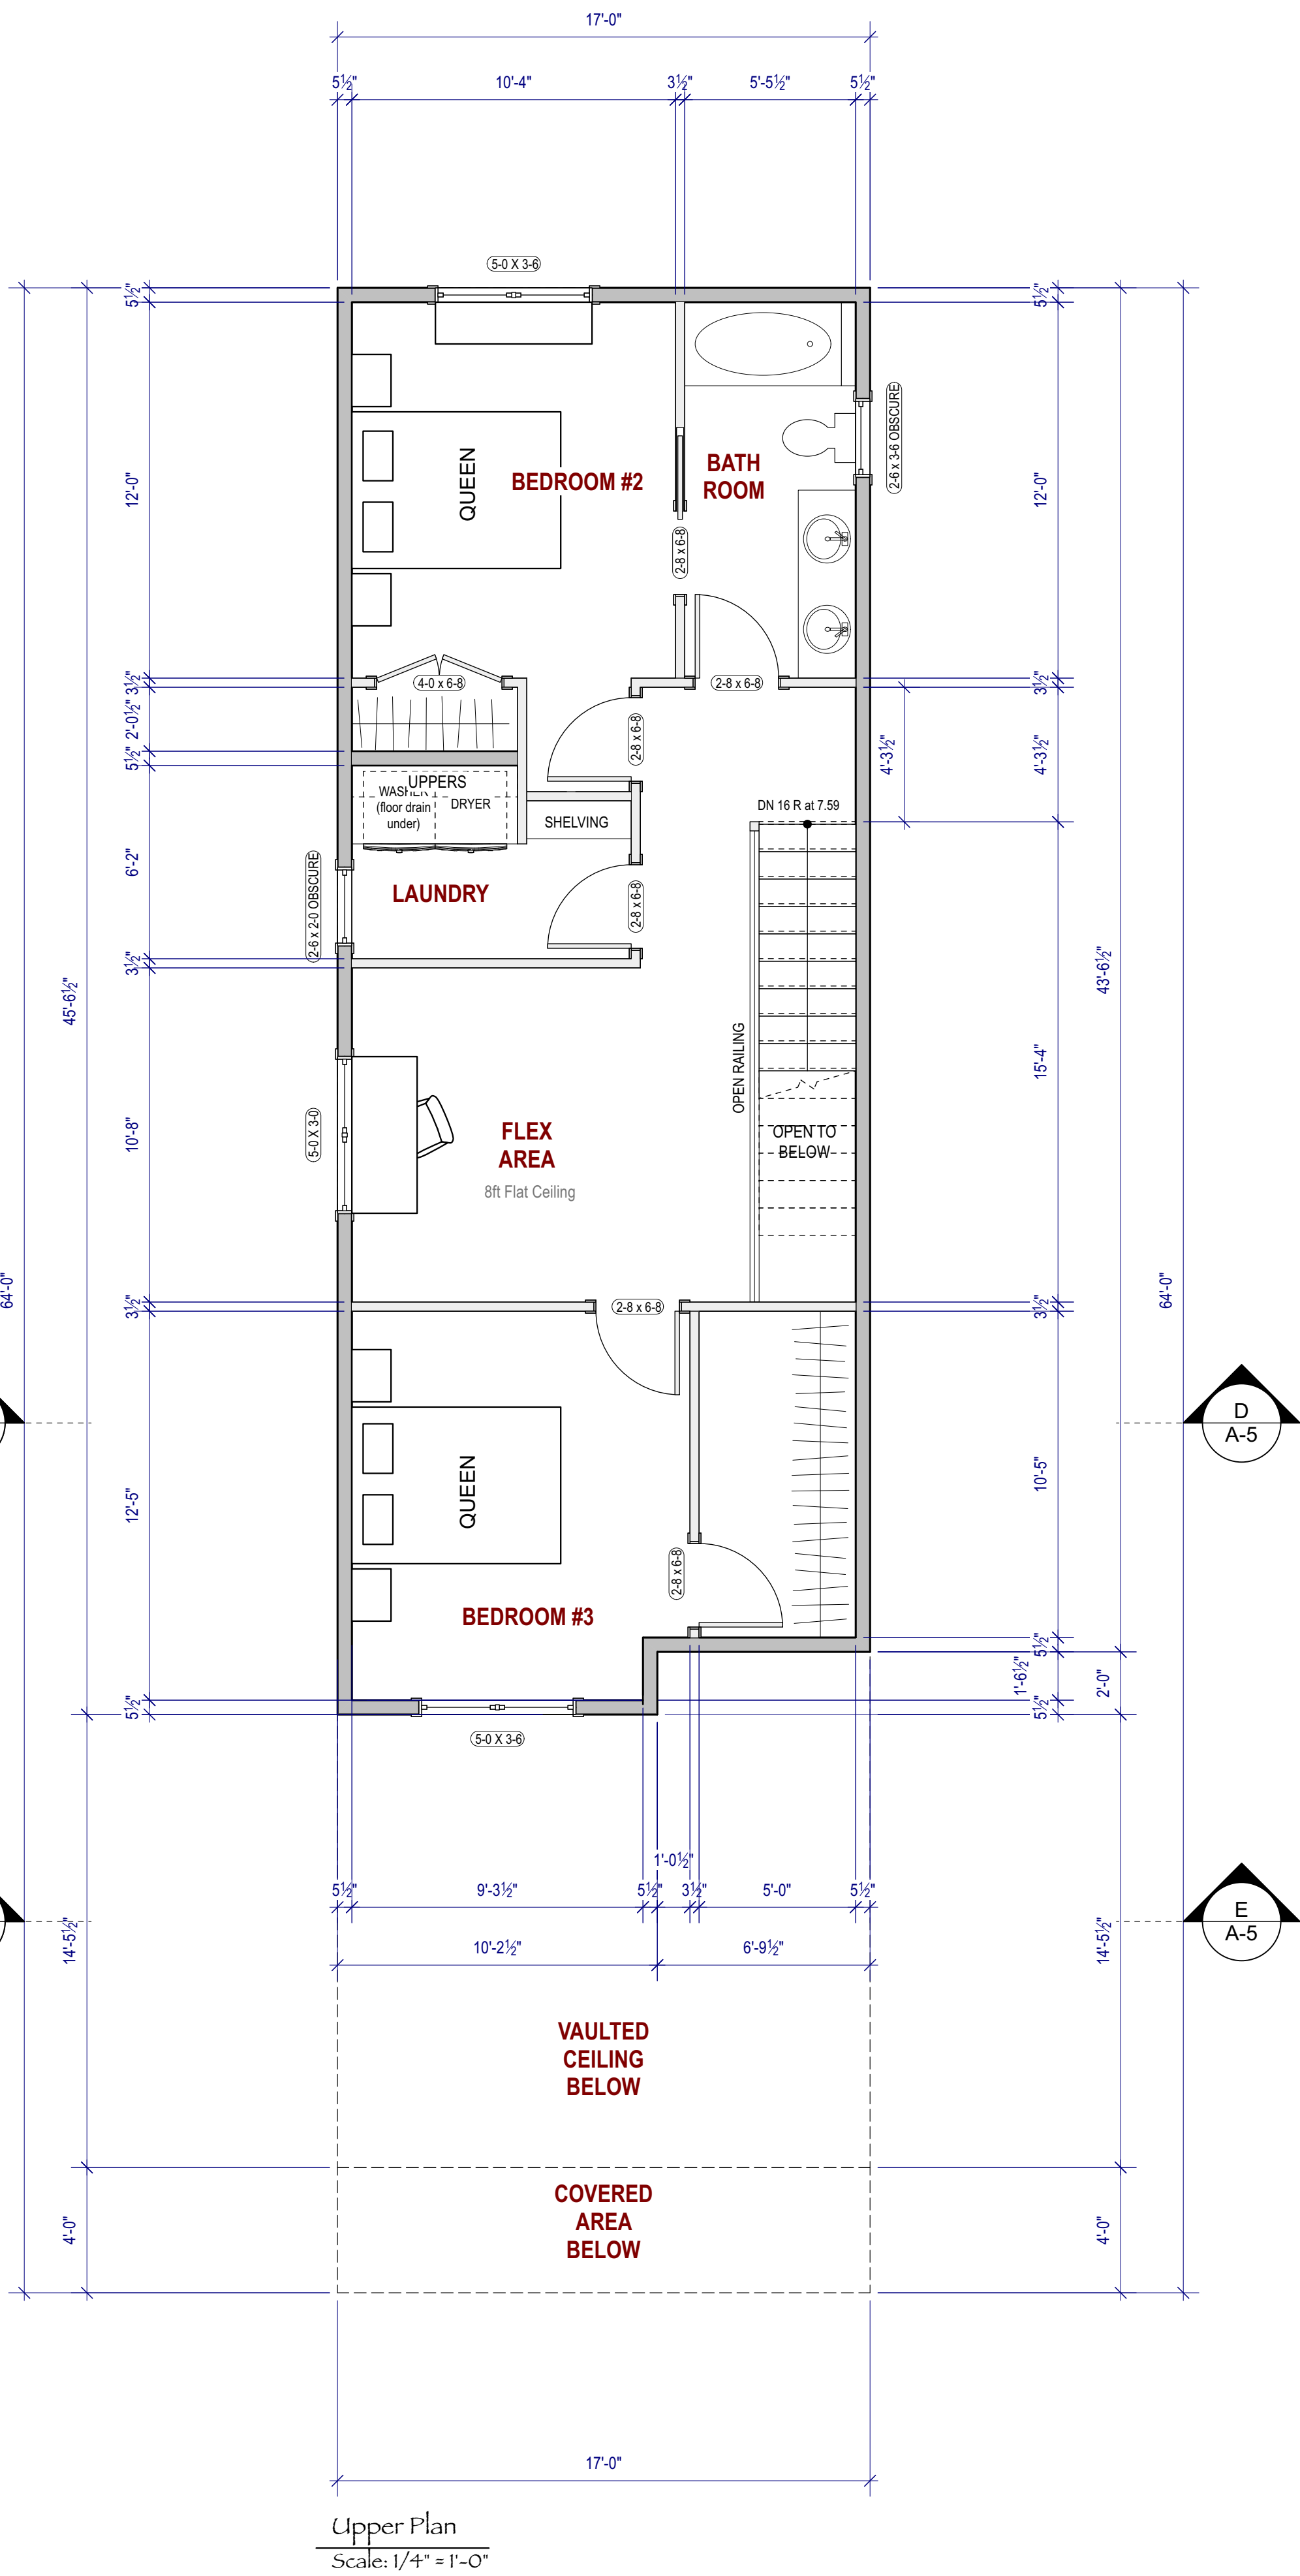 17'-0"
5½" 10'-4" 3½" 5'-5½" 5½"
5-0 X 3-6
5½"
5½"
2-6 x 3-6 OBSCURE
BATH
ROOM
BEDROOM #2
QUEEN
12'-0"
12'-0"
2-8 x 6-8
4-0 x 6-8
2-8 x 6-8
3½"
3½"
2'-0½"
2-8 x 6-8
4'-3½"
4'-3½"
5½"
UPPERS
WASHER
(floor drain
under)
DRYER
SHELVING
DN 16 R at 7.59
6'-2"
2-6 x 2-0 OBSCURE
LAUNDRY
2-8 x 6-8
3½"
45'-6½"
43'-6½"
OPEN RAILING
15'-4"
10'-8"
5-0 X 3-0
FLEX
AREA
8ft Flat Ceiling
OPEN TO
BELOW
64'-0"
64'-0"
3½"
2-8 x 6-8
3½"
D
A-5
QUEEN
12'-5"
10'-5"
2-8 x 6-8
BEDROOM #3
5½"
1'-6½"
2'-0"
5½"
5½"
5-0 X 3-6
1'-0½"
5½" 9'-3½" 5½" 3½" 5'-0" 5½"
E
A-5
14'-5½"
14'-5½"
10'-2½" 6'-9½"
VAULTED
CEILING
BELOW
COVERED
AREA
BELOW
4'-0"
4'-0"
17'-0"
Upper Plan
Scale: 1/4" = 1'-0"